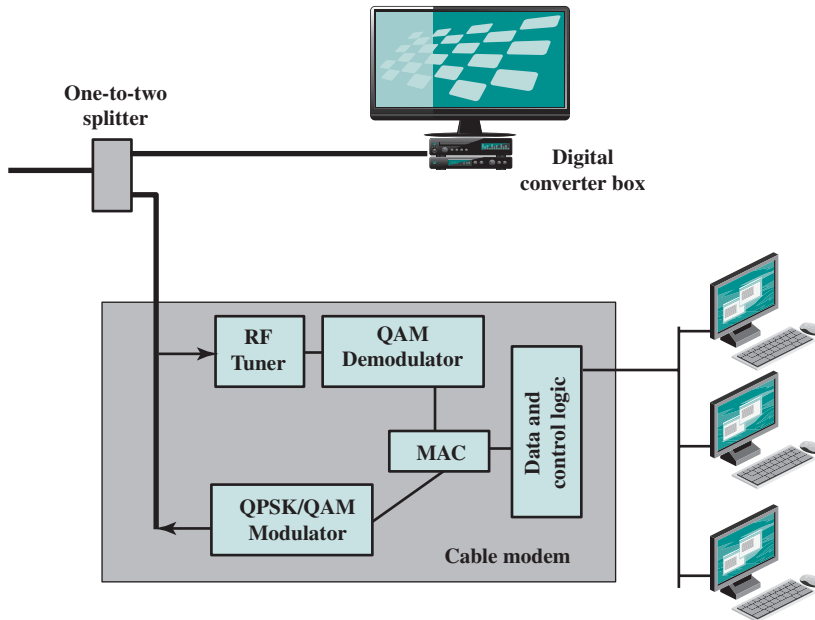 One-to-two
splitter
Digital
converter box
RF
Tuner
QAM
Demodulator
Data and
control logic
MAC
QPSK/QAM
Modulator
Cable modem